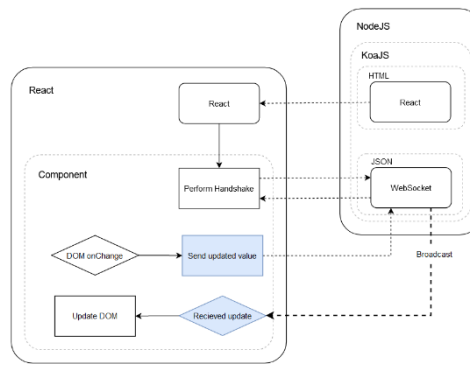 NodeJS
KoaJS
HTML
React
React
React
JSON
WebSocket
Component
Perform Handshake
Broadcast
DOM onChange
Send updated value
Update DOM
Recieved update